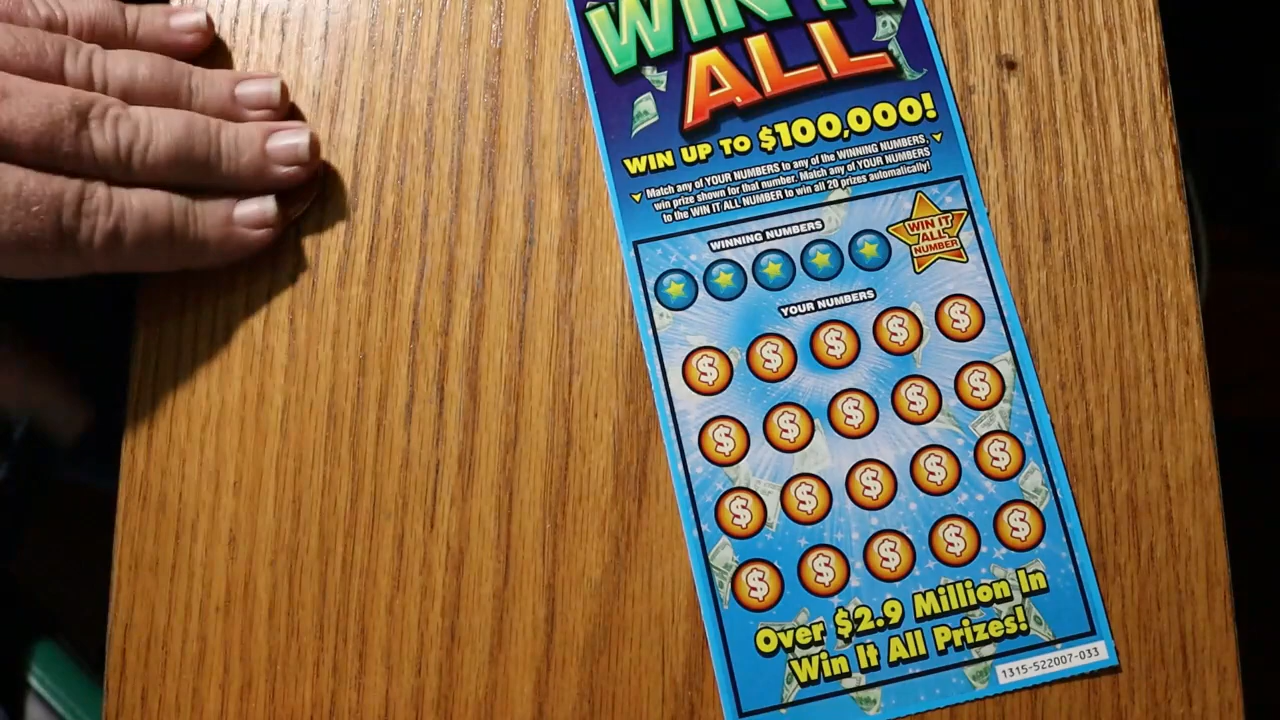 WIN IT
ALL
WIN UP TO $100,000!
Match any of YOUR NUMBERS to any of the WINNING NUMBERS,
win prize shown for that number. Match any of YOUR NUMBERS
to the WIN IT ALL NUMBER to win all 20 prizes automatically!
WINNING NUMBERS
WIN IT
ALL
NUMBER
YOUR NUMBERS
$ $ $ $ $
$ $ $ $ $
$ $ $ $ $
$ $ $ $ $
Over $2.9 Million In
Win It All Prizes!
1315-522007-033